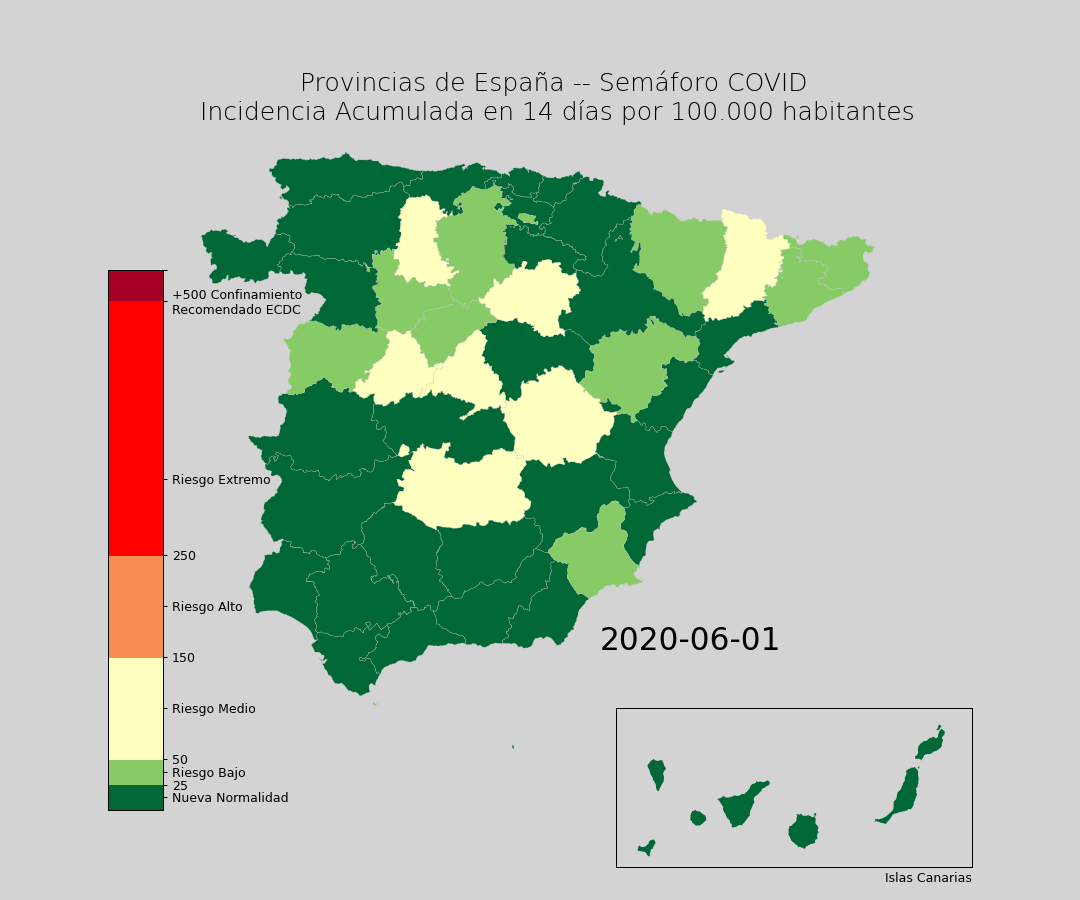 Provincias de España -- Semáforo COVID
Incidencia Acumulada en 14 días por 100.000 habitantes
+500 Confinamiento
Recomendado ECDC
Riesgo Extremo
250
Riesgo Alto
150
Riesgo Medio
50
Riesgo Bajo
25
Nueva Normalidad
2020-06-01
Islas Canarias